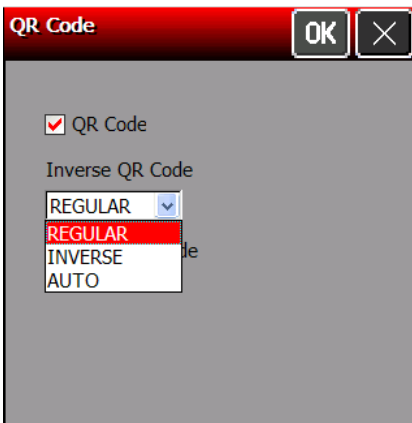 QR Code
OK
QR Code
Inverse QR Code
REGULAR
REGULAR
INVERSE
AUTO